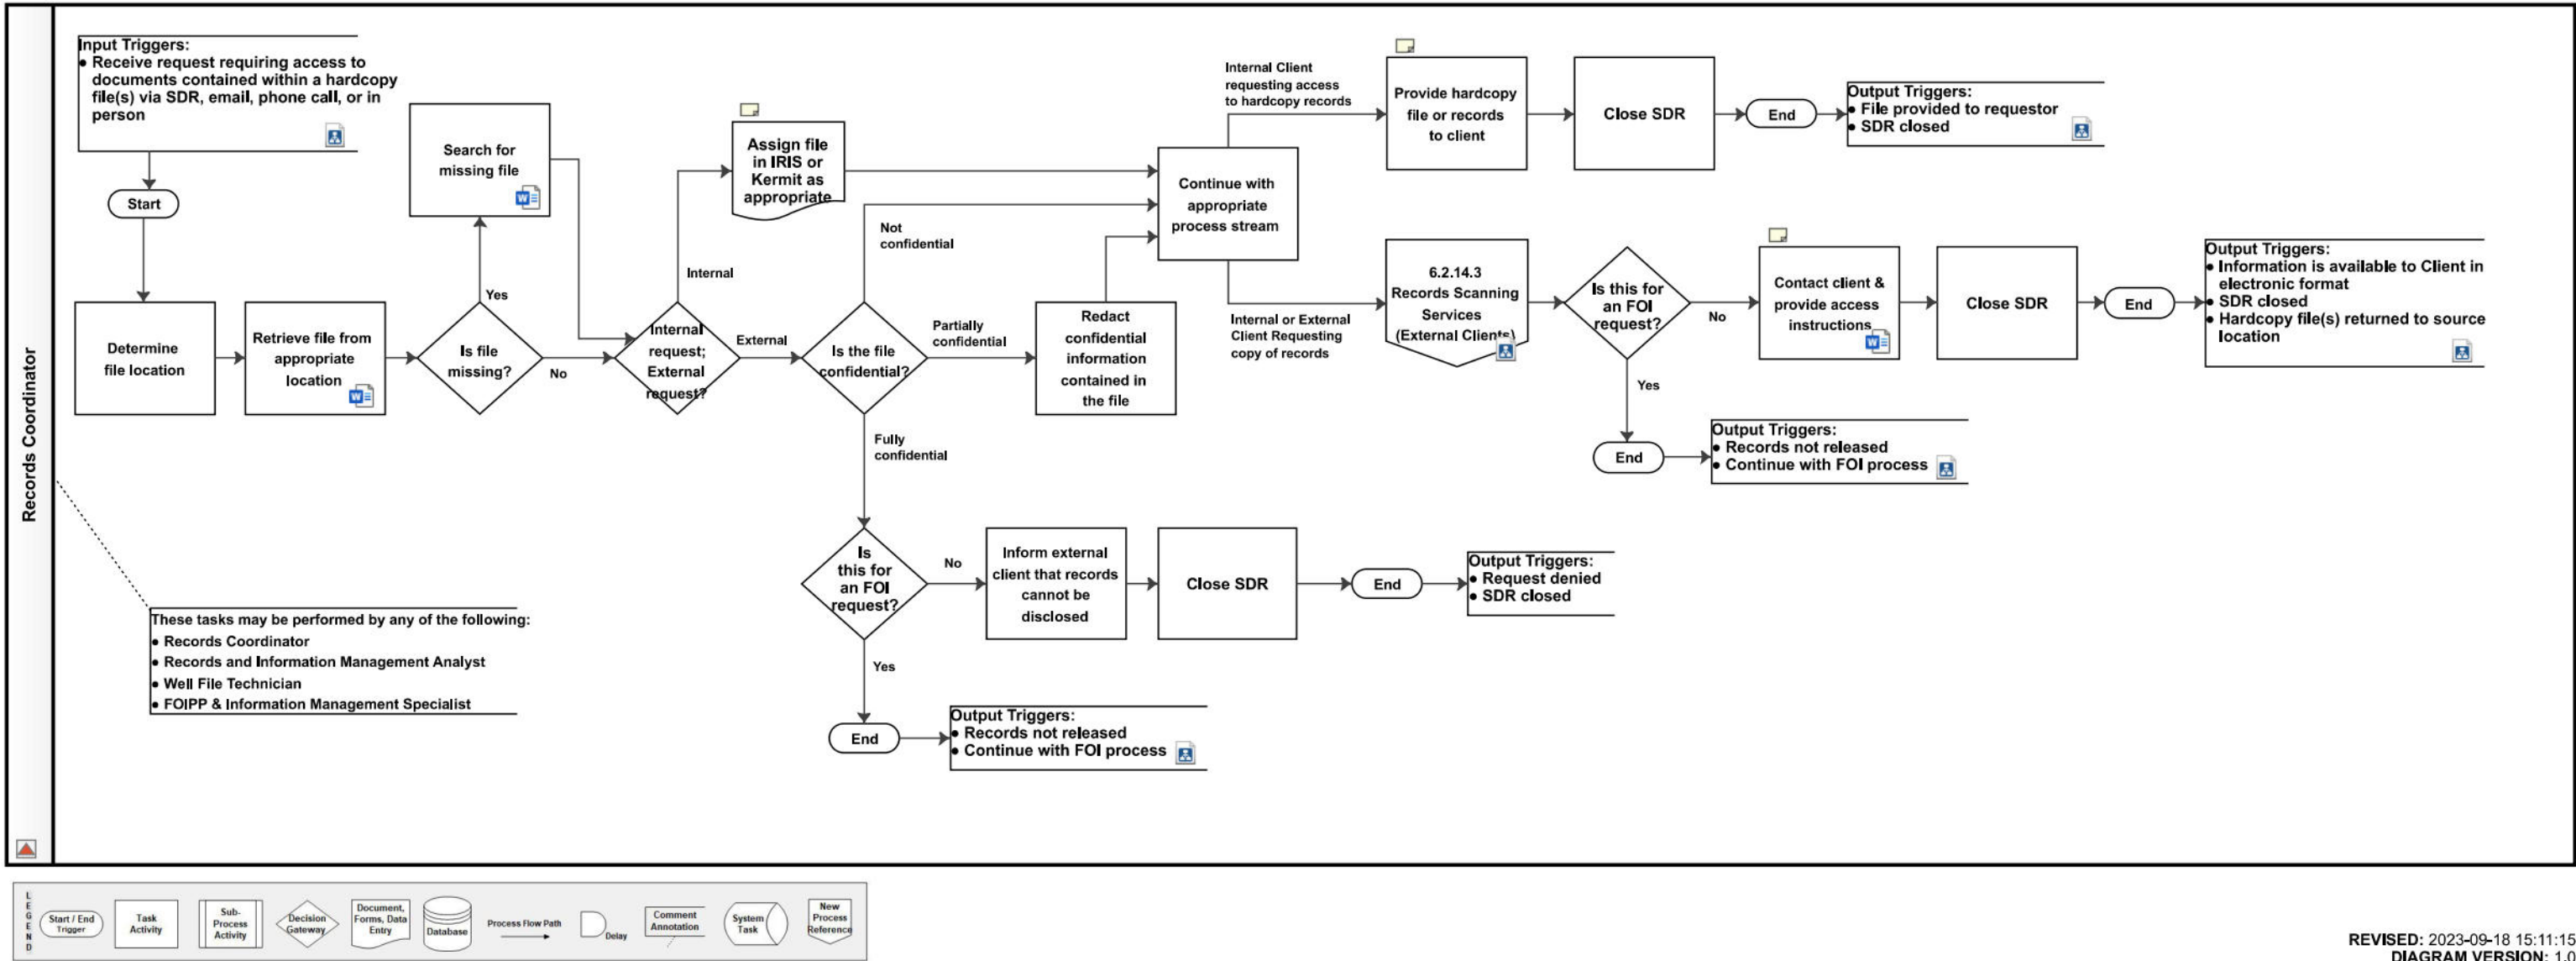 Records Coordinator
Input Triggers:
● Receive request requiring access to
documents contained within a hardcopy
file(s) via SDR, email, phone call, or in
person
Start
Determine
file location
Retrieve file from
appropriate
location
Search for
missing file
Yes
Is file
missing?
No
Internal
request;
External
request?
Internal
Assign file
in IRIS or
Kermit as
appropriate
External
Is the file
confidential?
Not
confidential
Partially
confidential
Redact
confidential
information
contained in
the file
Fully
confidential
Continue with
appropriate
process stream
Internal Client
requesting access
to hardcopy records
Provide hardcopy
file or records
to client
Close SDR
End
Output Triggers:
● File provided to requestor
● SDR closed
Internal or External
Client Requesting
copy of records
6.2.14.3
Records Scanning
Services
(External Clients)
Is this for
an FOI
request?
No
Contact client &
provide access
instructions
Close SDR
End
Output Triggers:
● Information is available to Client in
electronic format
● SDR closed
● Hardcopy file(s) returned to source
location
Yes
End
Output Triggers:
● Records not released
● Continue with FOI process
Is
this for
an FOI
request?
No
Inform external
client that records
cannot be
disclosed
Close SDR
End
Output Triggers:
● Request denied
● SDR closed
Yes
End
Output Triggers:
● Records not released
● Continue with FOI process
These tasks may be performed by any of the following:
● Records Coordinator
● Records and Information Management Analyst
● Well File Technician
● FOIPP & Information Management Specialist
LEGEND
Start / End
Trigger
Task
Activity
Sub-
Process
Activity
Decision
Gateway
Document,
Forms, Data
Entry
Database
Process Flow Path
Delay
Comment
Annotation
System
Task
New
Process
Reference
REVISED: 2023-09-18 15:11:15
DIAGRAM VERSION: 1.0